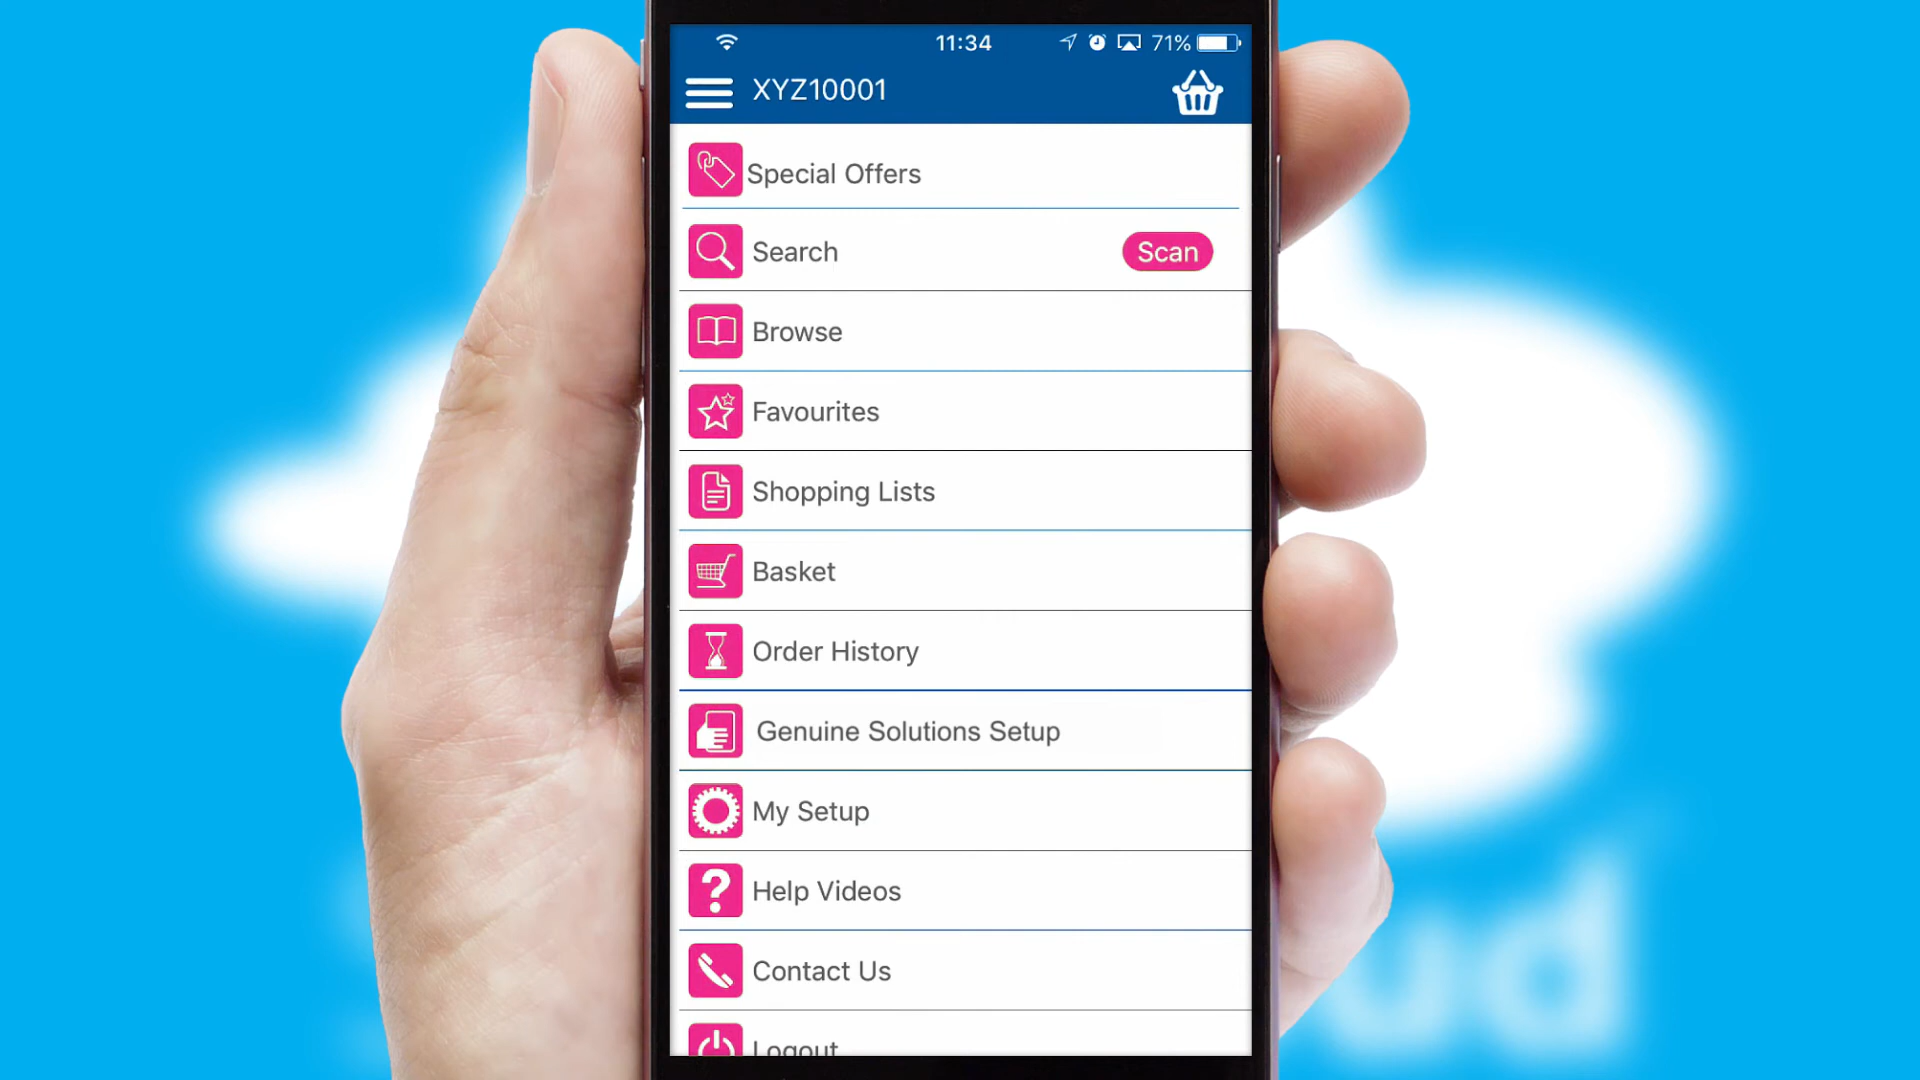 11:34
71%
XYZ10001
Special Offers
Search
Scan
Browse
Favourites
Shopping Lists
Basket
Order History
Genuine Solutions Setup
My Setup
Help Videos
Contact Us
Logout